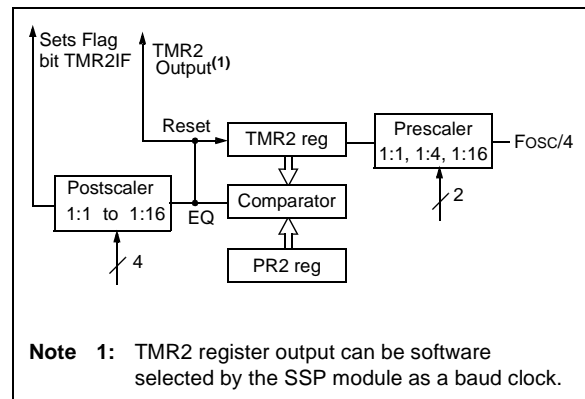 Sets Flag
bit TMR2IF
TMR2
Output(1)
Reset
TMR2 reg
Prescaler
1:1, 1:4, 1:16
FOSC/4
2
Postscaler
1:1 to 1:16
EQ
Comparator
4
PR2 reg
Note 1: TMR2 register output can be software
selected by the SSP module as a baud clock.